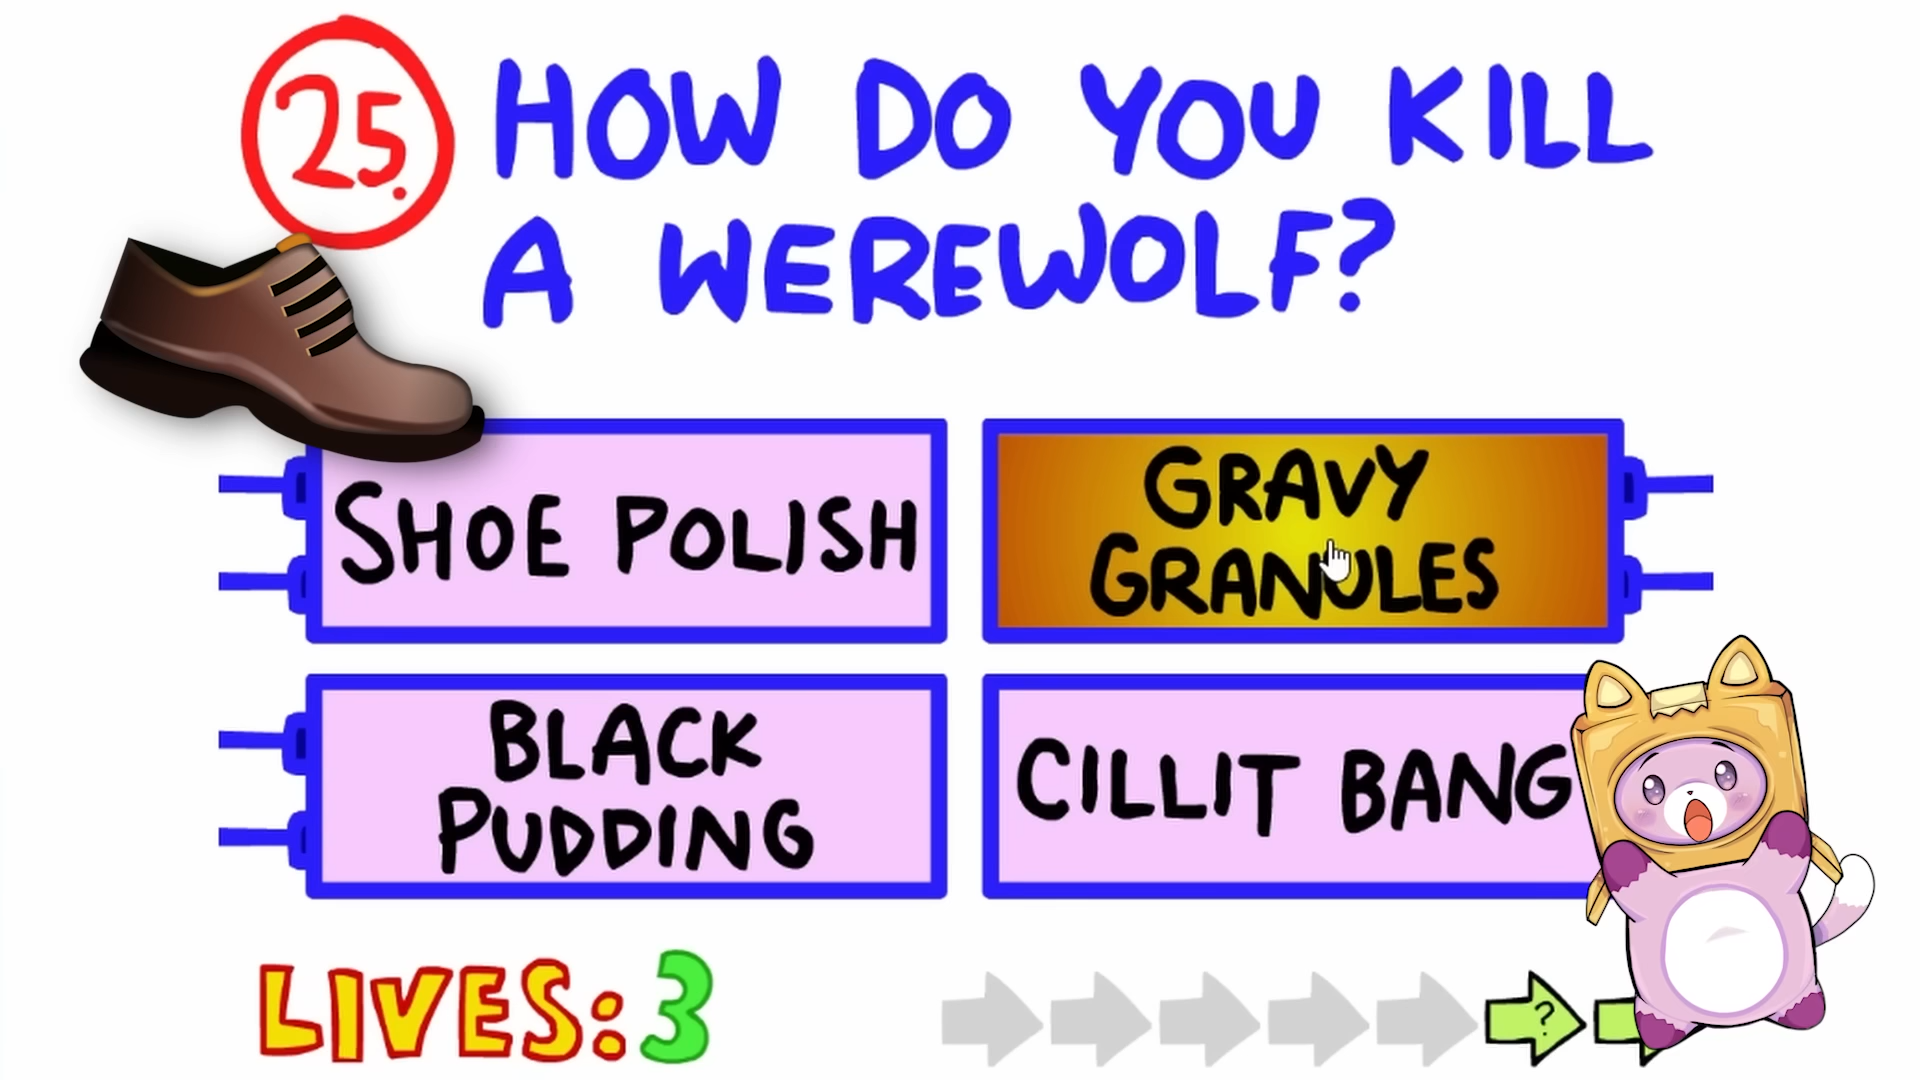 25. HOW DO YOU KILL
A WEREWOLF?
SHOE POLISH
GRAVY
GRANULES
BLACK
PUDDING
CILLIT BANG
LIVES: 3
?